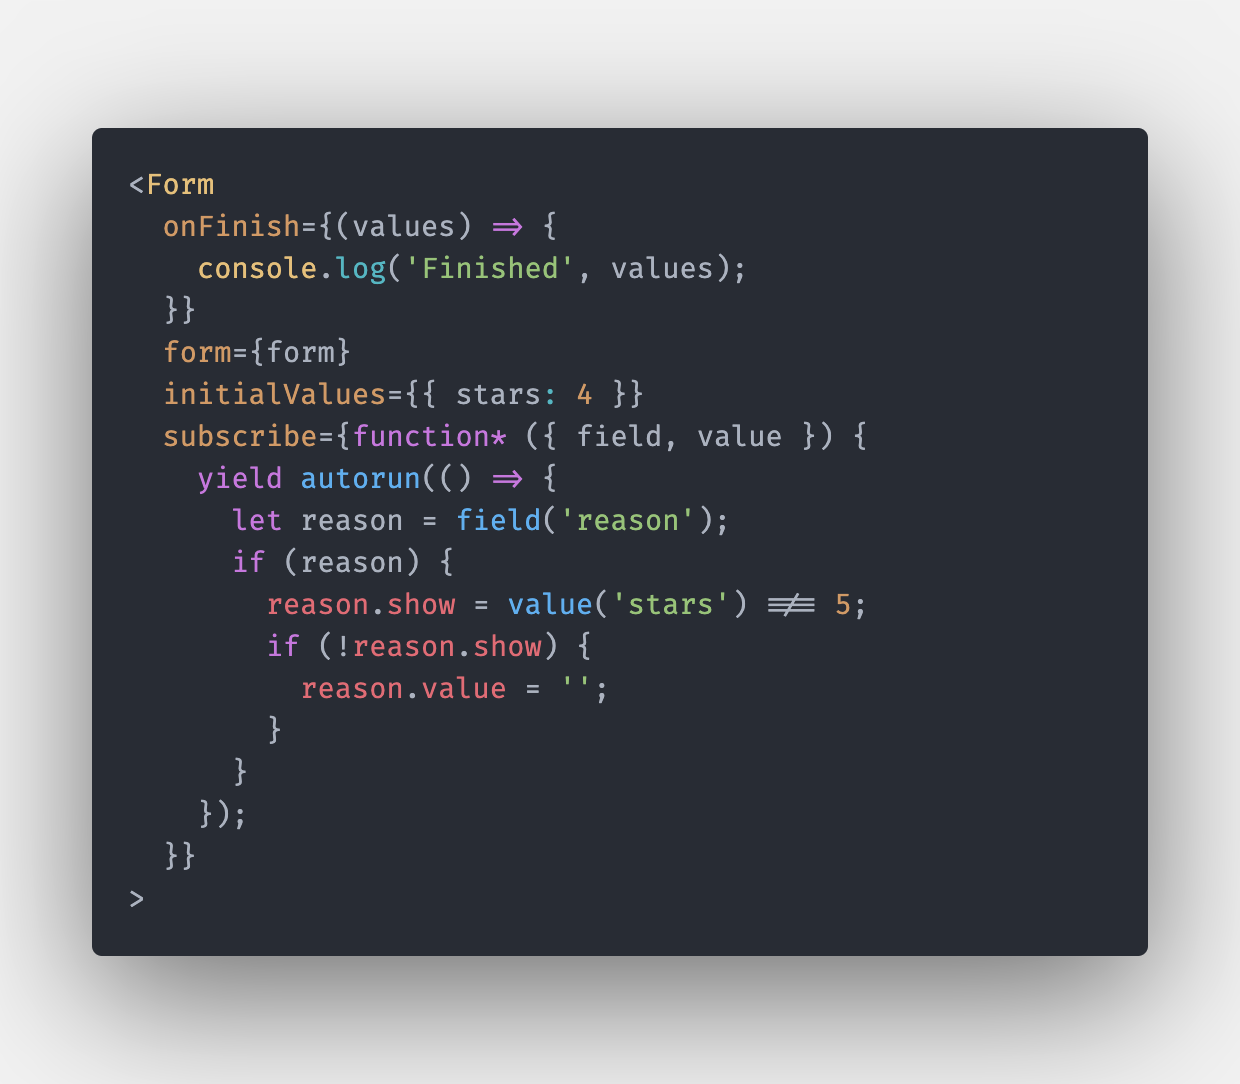 <Form
  onFinish={(values) => {
    console.log('Finished', values);
  }}
  form={form}
  initialValues={{ stars: 4 }}
  subscribe={function* ({ field, value }) {
    yield autorun(() => {
      let reason = field('reason');
      if (reason) {
        reason.show = value('stars') !== 5;
        if (!reason.show) {
          reason.value = '';
        }
      }
    });
  }}
>